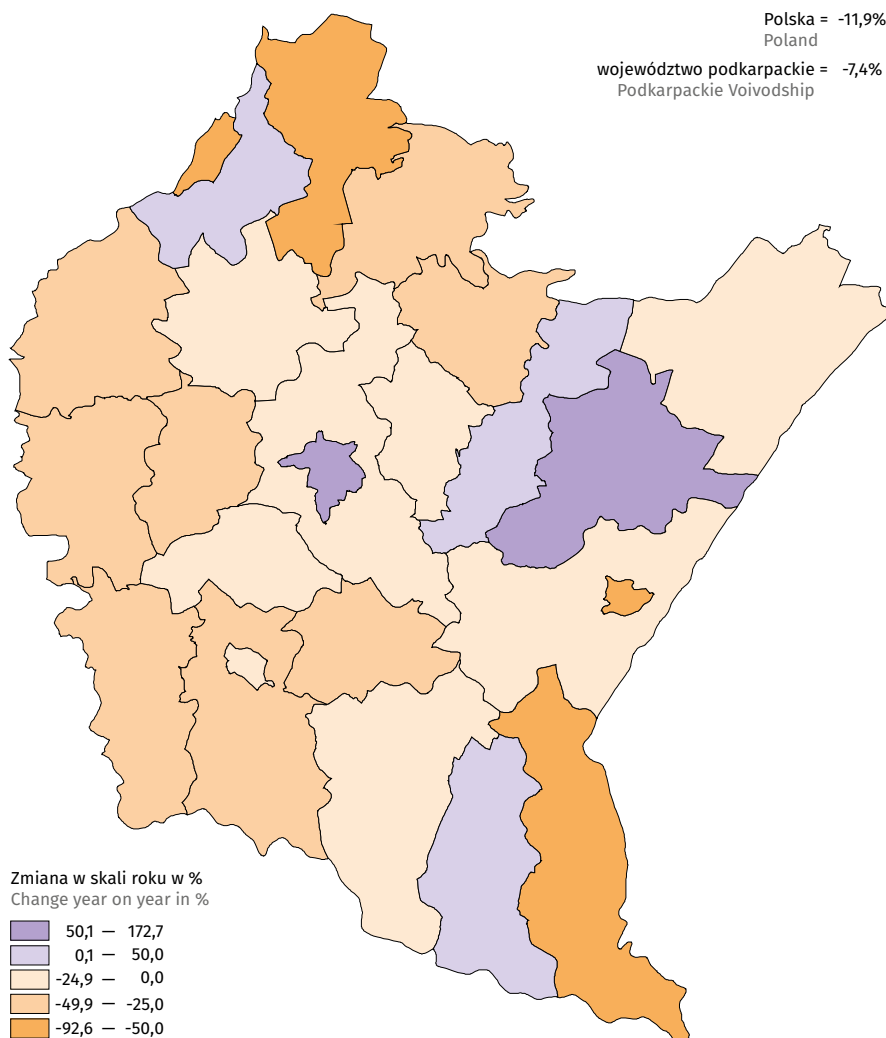 Polska = -11,9%
Poland
województwo podkarpackie = -7,4%
Podkarpackie Voivodship
Zmiana w skali roku w %
Change year on year in %
50,1 — 172,7
0,1 — 50,0
-24,9 — 0,0
-49,9 — -25,0
-92,6 — -50,0